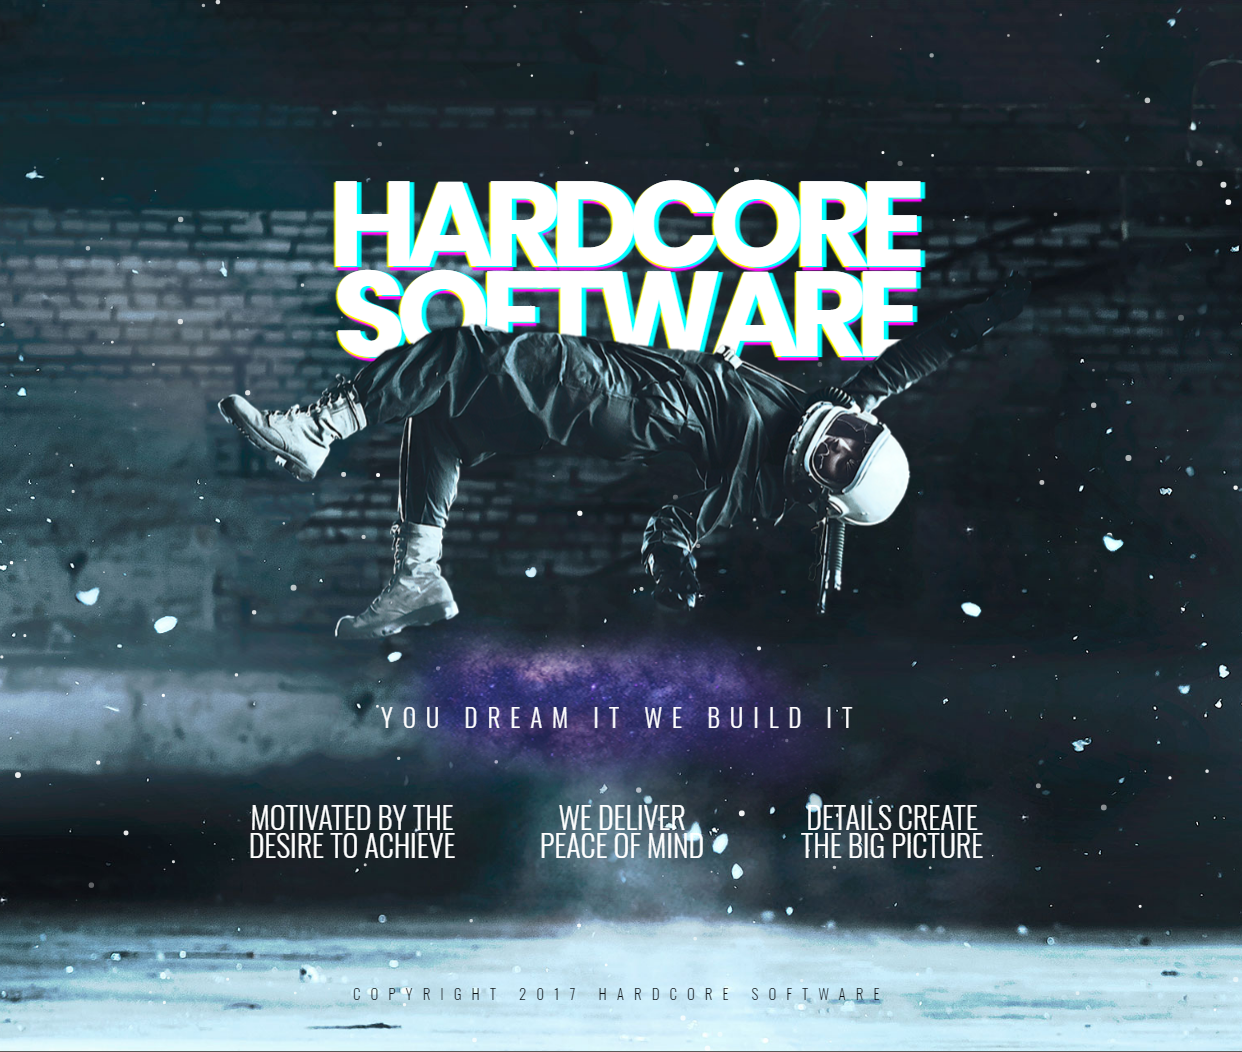 HARDCORE
SOFTWARE
YOU DREAM IT WE BUILD IT
MOTIVATED BY THE
DESIRE TO ACHIEVE
WE DELIVER
PEACE OF MIND
DETAILS CREATE
THE BIG PICTURE
COPYRIGHT 2017 HARDCORE SOFTWARE